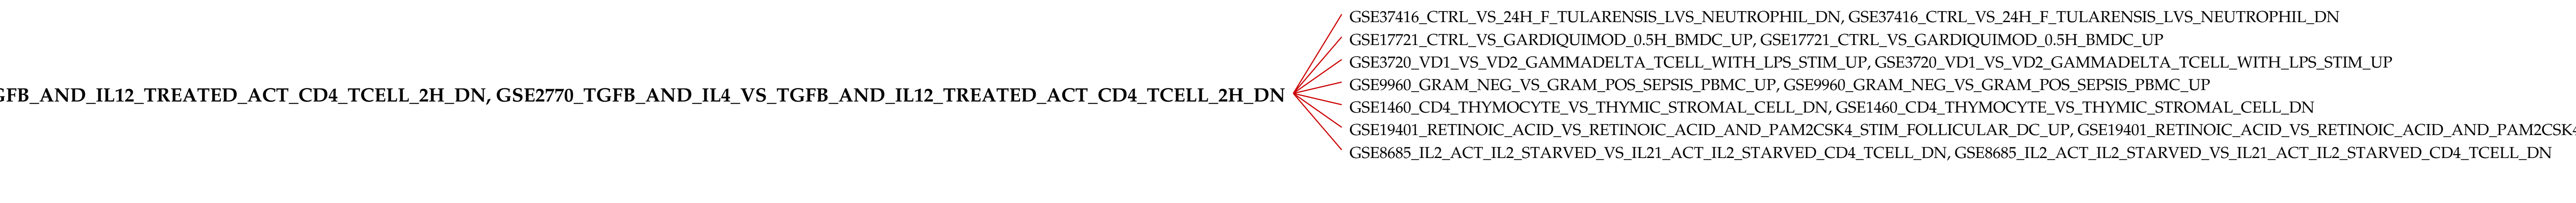 GSE37416_CTRL_VS_24H_F_TULARENSIS_LVS_NEUTROPHIL_DN, GSE37416_CTRL_VS_24H_F_TULARENSIS_LVS_NEUTROPHIL_DN
GSE17721_CTRL_VS_GARDIQUIMOD_0.5H_BMDC_UP, GSE17721_CTRL_VS_GARDIQUIMOD_0.5H_BMDC_UP
GSE3720_VD1_VS_VD2_GAMMADELTA_TCELL_WITH_LPS_STIM_UP, GSE3720_VD1_VS_VD2_GAMMADELTA_TCELL_WITH_LPS_STIM_UP
GSE9960_GRAM_NEG_VS_GRAM_POS_SEPSIS_PBMC_UP, GSE9960_GRAM_NEG_VS_GRAM_POS_SEPSIS_PBMC_UP
GFB_AND_IL12_TREATED_ACT_CD4_TCELL_2H_DN, GSE2770_TGFB_AND_IL4_VS_TGFB_AND_IL12_TREATED_ACT_CD4_TCELL_2H_DN
GSE1460_CD4_THYMOCYTE_VS_THYMIC_STROMAL_CELL_DN, GSE1460_CD4_THYMOCYTE_VS_THYMIC_STROMAL_CELL_DN
GSE19401_RETINOIC_ACID_VS_RETINOIC_ACID_AND_PAM2CSK4_STIM_FOLLICULAR_DC_UP, GSE19401_RETINOIC_ACID_VS_RETINOIC_ACID_AND_PAM2CSK4
GSE8685_IL2_ACT_IL2_STARVED_VS_IL21_ACT_IL2_STARVED_CD4_TCELL_DN, GSE8685_IL2_ACT_IL2_STARVED_VS_IL21_ACT_IL2_STARVED_CD4_TCELL_DN